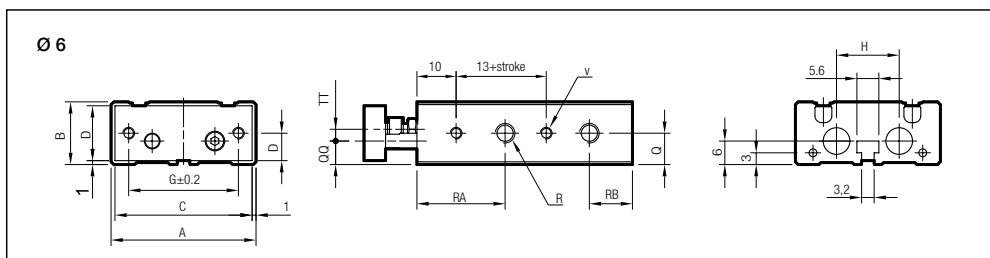 Ø 6
B
D
D
1
G±0.2
C
1
A
10
13+stroke
v
TT
QQ
Q
RA
R
RB
H
5.6
6
3
3,2